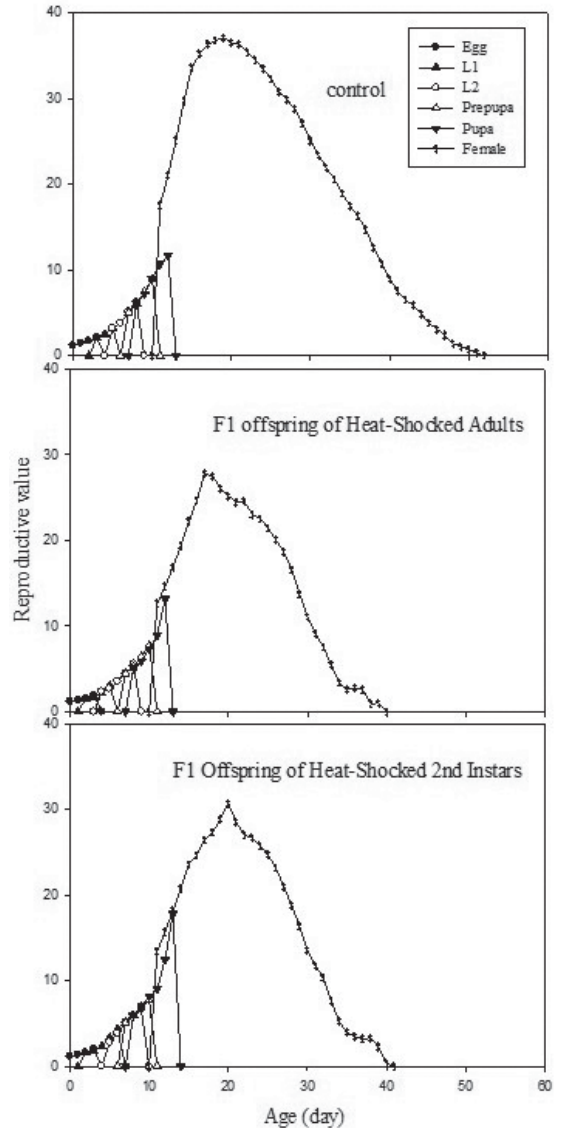 40
30
20
10
0
control
Egg
L1
L2
Prepupa
Pupa
Female
40
30
20
10
0
F1 offspring of Heat-Shocked Adults
Reproductive value
40
30
20
10
0
F1 Offspring of Heat-Shocked 2nd Instars
0 10 20 30 40 50 60
Age (day)